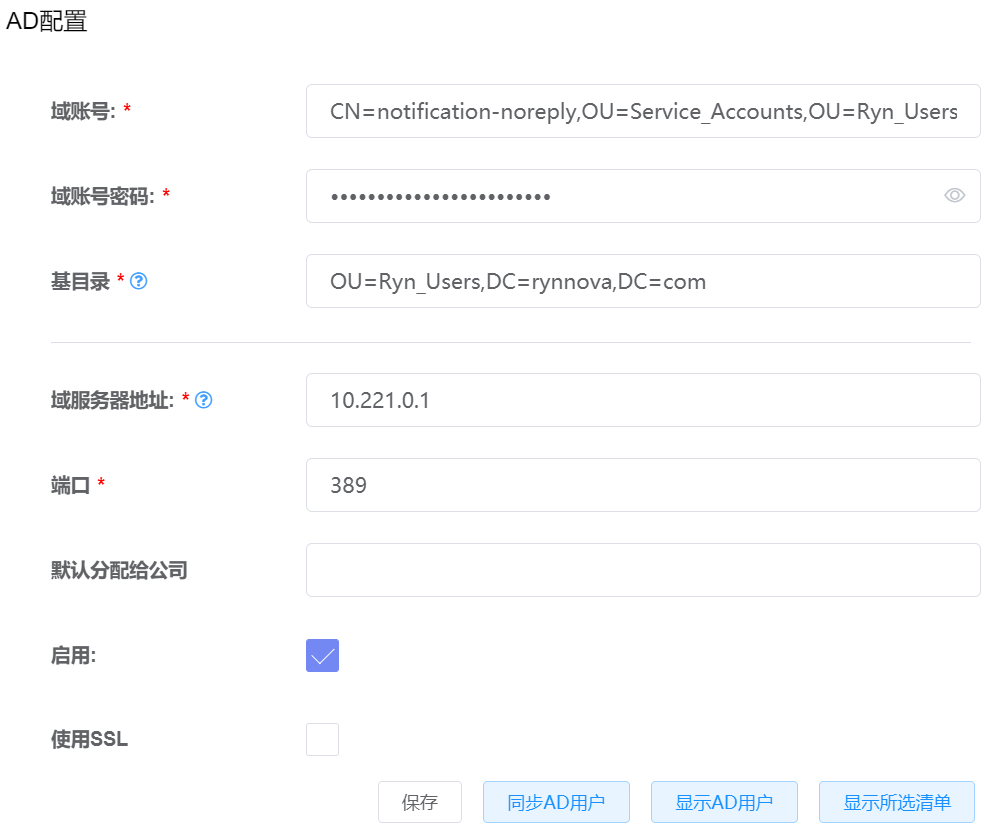 AD配置
域账号: * CN=notification-noreply,OU=Service_Accounts,OU=Ryn_Users
域账号密码: * ••••••••••••••••••••••••
基目录 * ? OU=Ryn_Users,DC=rynnova,DC=com
域服务器地址: * ? 10.221.0.1
端口 * 389
默认分配给公司
启用:
使用SSL
保存 同步AD用户 显示AD用户 显示所选清单